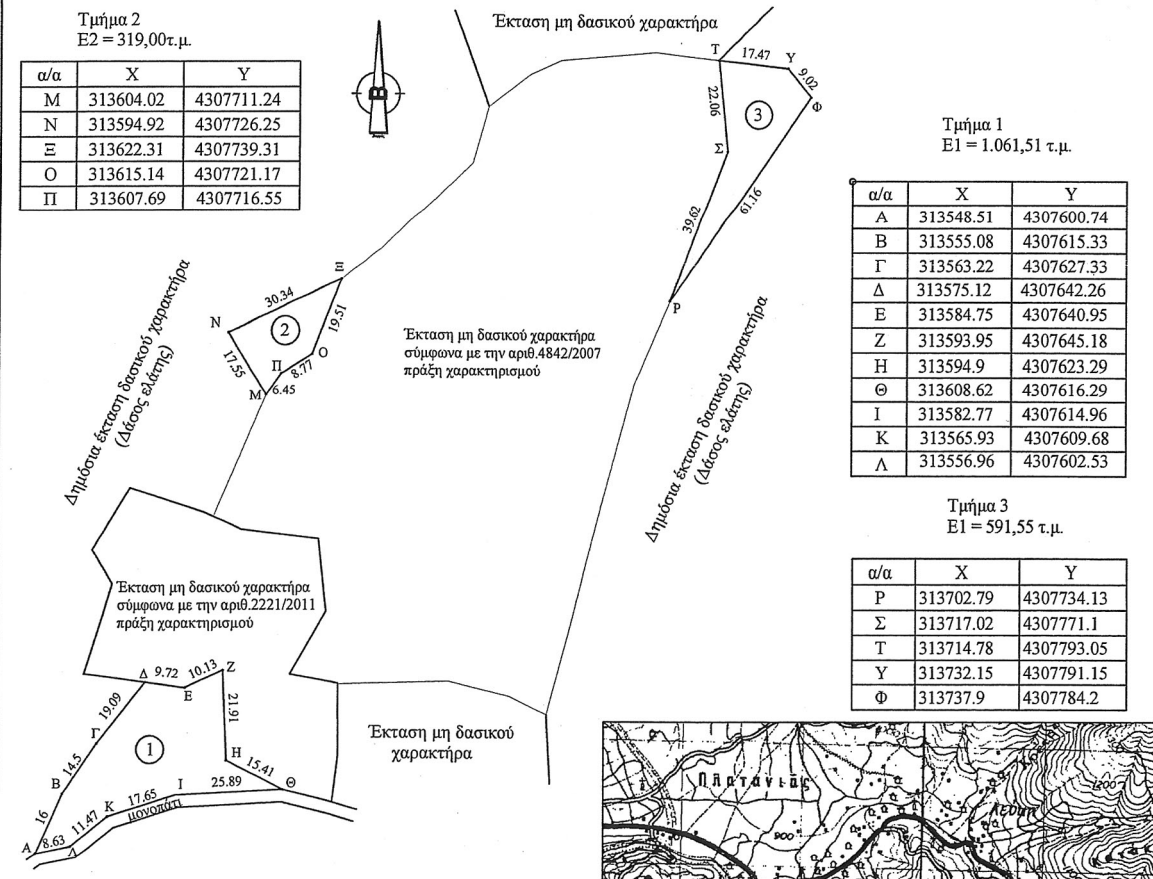 Τμήμα 2
Ε2 = 319,00τ.μ.
α/α Χ Υ
Μ 313604.02 4307711.24
Ν 313594.92 4307726.25
Ξ 313622.31 4307739.31
Ο 313615.14 4307721.17
Π 313607.69 4307716.55
Β
Έκταση μη δασικού χαρακτήρα
Τ 17.47 Υ
9.02
Φ
22.06
3
Σ
39.62
61.16
Ρ
Τμήμα 1
Ε1 = 1.061,51 τ.μ.
α/α Χ Υ
Α 313548.51 4307600.74
Β 313555.08 4307615.33
Γ 313563.22 4307627.33
Δ 313575.12 4307642.26
Ε 313584.75 4307640.95
Ζ 313593.95 4307645.18
Η 313594.9 4307623.29
Θ 313608.62 4307616.29
Ι 313582.77 4307614.96
Κ 313565.93 4307609.68
Λ 313556.96 4307602.53
Τμήμα 3
Ε1 = 591,55 τ.μ.
α/α Χ Υ
Ρ 313702.79 4307734.13
Σ 313717.02 4307771.1
Τ 313714.78 4307793.05
Υ 313732.15 4307791.15
Φ 313737.9 4307784.2
Δημόσια έκταση δασικού χαρακτήρα
(Δάσος ελάτης)
Ξ
30.34
19.51
Ν
2
17.55
Π
8.77
Ο
Μ 6.45
Έκταση μη δασικού χαρακτήρα
σύμφωνα με την αριθ.4842/2007
πράξη χαρακτηρισμού
Δημόσια έκταση δασικού χαρακτήρα
(Δάσος ελάτης)
Έκταση μη δασικού χαρακτήρα
σύμφωνα με την αριθ.2221/2011
πράξη χαρακτηρισμού
Δ 9.72
Ε
10.13
Ζ
19.09
21.91
Γ
1
14.5
Η
15.41
Β
Ι 25.89 Θ
17.65
Κ
μονοπάτι
11.47
16
Α 8.63
Λ
Έκταση μη δασικού
χαρακτήρα
Πλατανιάς
900
1200